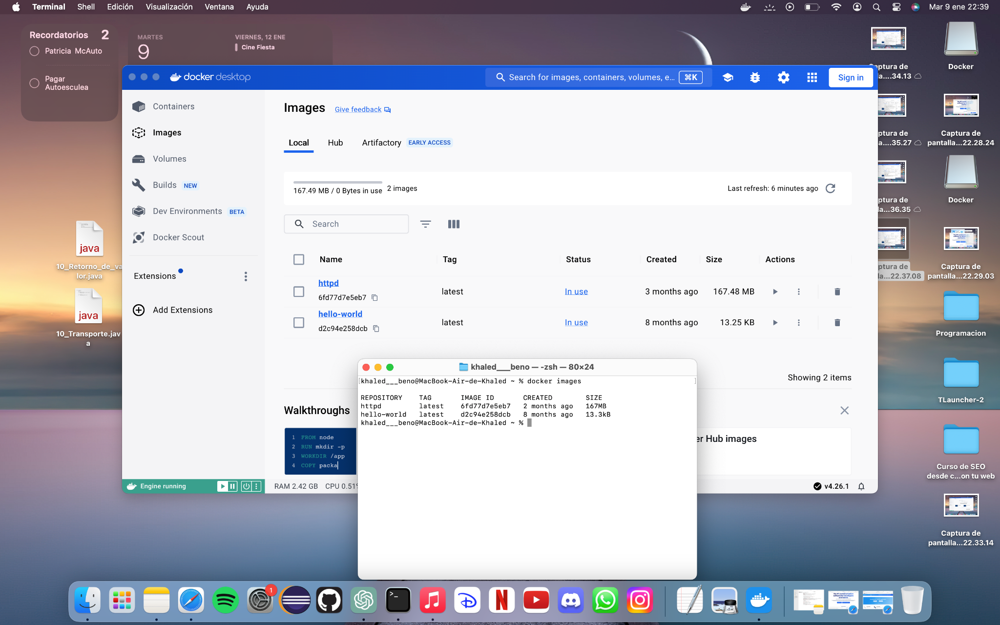 Terminal Shell Edición Visualización Ventana Ayuda
Mar 9 ene 22:39
Recordatorios 2
Patricia McAuto
Pagar
Autoesculea
MARTES
9
VIERNES, 12 ENE
Cine Fiesta
docker desktop
Search for images, containers, volumes, e... ⌘K
Sign in
Containers
Images
Volumes
Builds NEW
Dev Environments BETA
Docker Scout
Extensions
Add Extensions
Images Give feedback
Local Hub Artifactory EARLY ACCESS
167.49 MB / 0 Bytes in use 2 images
Last refresh: 6 minutes ago
Search
Name Tag Status Created Size Actions
httpd
6fd77d7e5eb7
latest In use 3 months ago 167.48 MB
hello-world
d2c94e258dcb
latest In use 8 months ago 13.25 KB
Showing 2 items
Walkthroughs
1 FROM node
2 RUN mkdir -p
3 WORKDIR /app
4 COPY packa
er Hub images
Engine running
RAM 2.42 GB CPU 0.51%
v4.26.1
khaled___beno — -zsh — 80×24
[khaled___beno@MacBook-Air-de-Khaled ~ % docker images ]
REPOSITORY TAG IMAGE ID CREATED SIZE
httpd latest 6fd77d7e5eb7 2 months ago 167MB
hello-world latest d2c94e258dcb 8 months ago 13.3kB
khaled___beno@MacBook-Air-de-Khaled ~ %
java
10_Retorno_de_va
lor.java
java
10_Transporte.jav
a
ptura de
la....34.13
Docker
ptura de
a....35.27
Captura de
pantalla...22.28.24
ptura de
la...36.35
Docker
ptura de
la...22.37.08
Captura de
pantalla...22.29.03
Programacion
TLauncher-2
Curso de SEO
desde c...on tu web
Captura de
pantalla...22.33.14
1